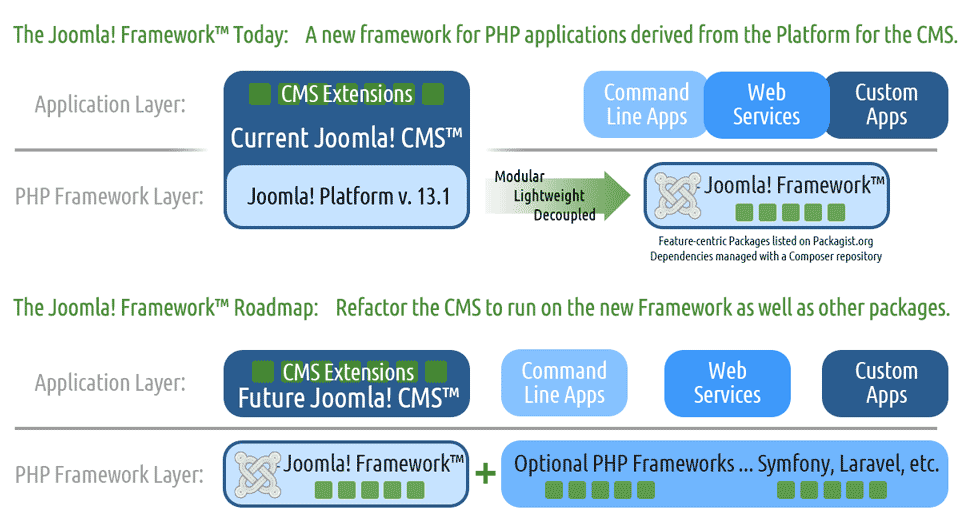 The Joomla! Framework™ Today: A new framework for PHP applications derived from the Platform for the CMS.
Application Layer:
CMS Extensions
Current Joomla! CMS™
Command
Line Apps
Web
Services
Custom
Apps
PHP Framework Layer:
Joomla! Platform v. 13.1
Modular
Lightweight
Decoupled
Joomla! Framework™
Feature-centric Packages listed on Packagist.org
Dependencies managed with a Composer repository
The Joomla! Framework™ Roadmap: Refactor the CMS to run on the new Framework as well as other packages.
Application Layer:
CMS Extensions
Future Joomla! CMS™
Command
Line Apps
Web
Services
Custom
Apps
PHP Framework Layer:
Joomla! Framework™
+
Optional PHP Frameworks ... Symfony, Laravel, etc.